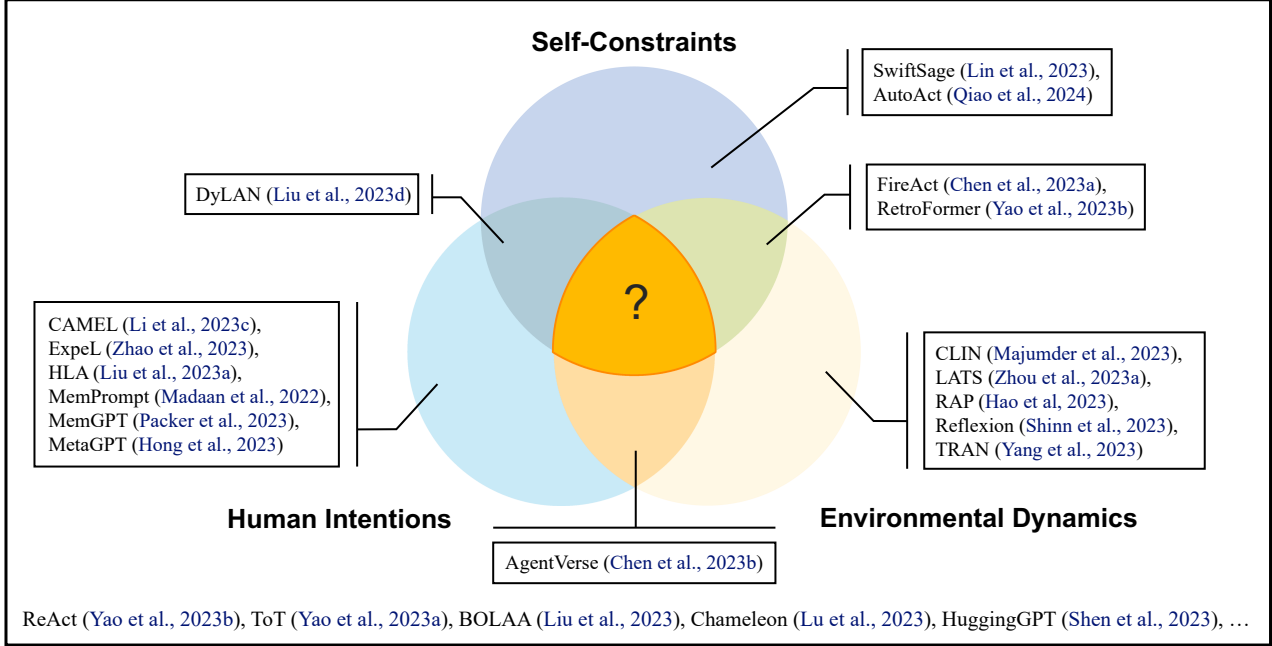 Self-Constraints
SwiftSage (Lin et al., 2023),
AutoAct (Qiao et al., 2024)
DyLAN (Liu et al., 2023d)
FireAct (Chen et al., 2023a),
RetroFormer (Yao et al., 2023b)
?
CAMEL (Li et al., 2023c),
ExpeL (Zhao et al., 2023),
HLA (Liu et al., 2023a),
MemPrompt (Madaan et al., 2022),
MemGPT (Packer et al., 2023),
MetaGPT (Hong et al., 2023)
CLIN (Majumder et al., 2023),
LATS (Zhou et al., 2023a),
RAP (Hao et al, 2023),
Reflexion (Shinn et al., 2023),
TRAN (Yang et al., 2023)
Human Intentions
Environmental Dynamics
AgentVerse (Chen et al., 2023b)
ReAct (Yao et al., 2023b), ToT (Yao et al., 2023a), BOLAA (Liu et al., 2023), Chameleon (Lu et al., 2023), HuggingGPT (Shen et al., 2023), …